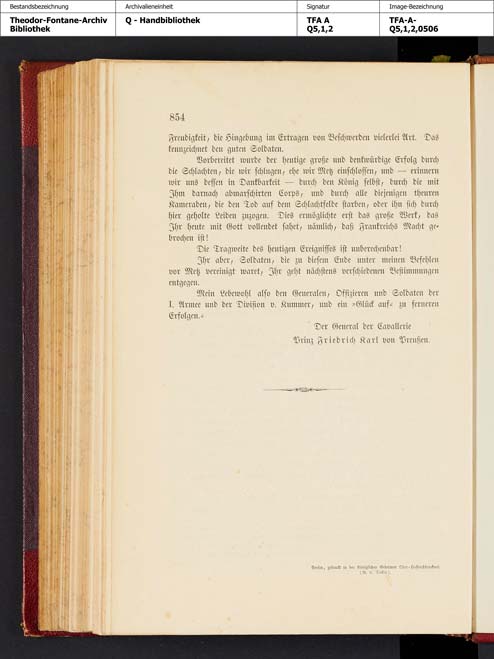 Bestandsbezeichnung Archivalieneinheit Signatur Image-Bezeichnung
Theodor-Fontane-Archiv Q - Handbibliothek TFA A TFA-A-
Bibliothek Q5,1,2 Q5,1,2,0506
854
Freudigkeit, die Hingebung im Ertragen von Beschwerden vielerlei Art. Das
kennzeichnet den guten Soldaten.
Vorbereitet wurde der heutige große und denkwürdige Erfolg durch
die Schlachten, die wir schlugen, ehe wir Metz einschlossen, und — erinnern
wir uns dessen in Dankbarkeit — durch den König selbst, durch die mit
Ihm darnach abmarschirten Corps, und durch alle diejenigen theuren
Kameraden, die den Tod auf dem Schlachtfelde starben, oder ihn sich durch
hier geholte Leiden zuzogen. Dies ermöglichte erst das große Werk, das
Ihr heute mit Gott vollendet sahet, nämlich, daß Frankreichs Macht ge-
brochen ist!
Die Tragweite des heutigen Ereignisses ist unberechenbar!
Ihr aber, Soldaten, die zu diesem Ende unter meinen Befehlen
vor Metz vereinigt waret, Ihr geht nächstens verschiedenen Bestimmungen
entgegen.
Mein Lebewohl also den Generalen, Offizieren und Soldaten der
I. Armee und der Division v. Kummer, und ein »Glück auf« zu ferneren
Erfolgen.«
Der General der Cavallerie
Prinz Friedrich Karl von Preußen.
Berlin, gedruckt in der Königlichen Geheimen Ober-Hofbuchdruckerei
(R. v. Decker).